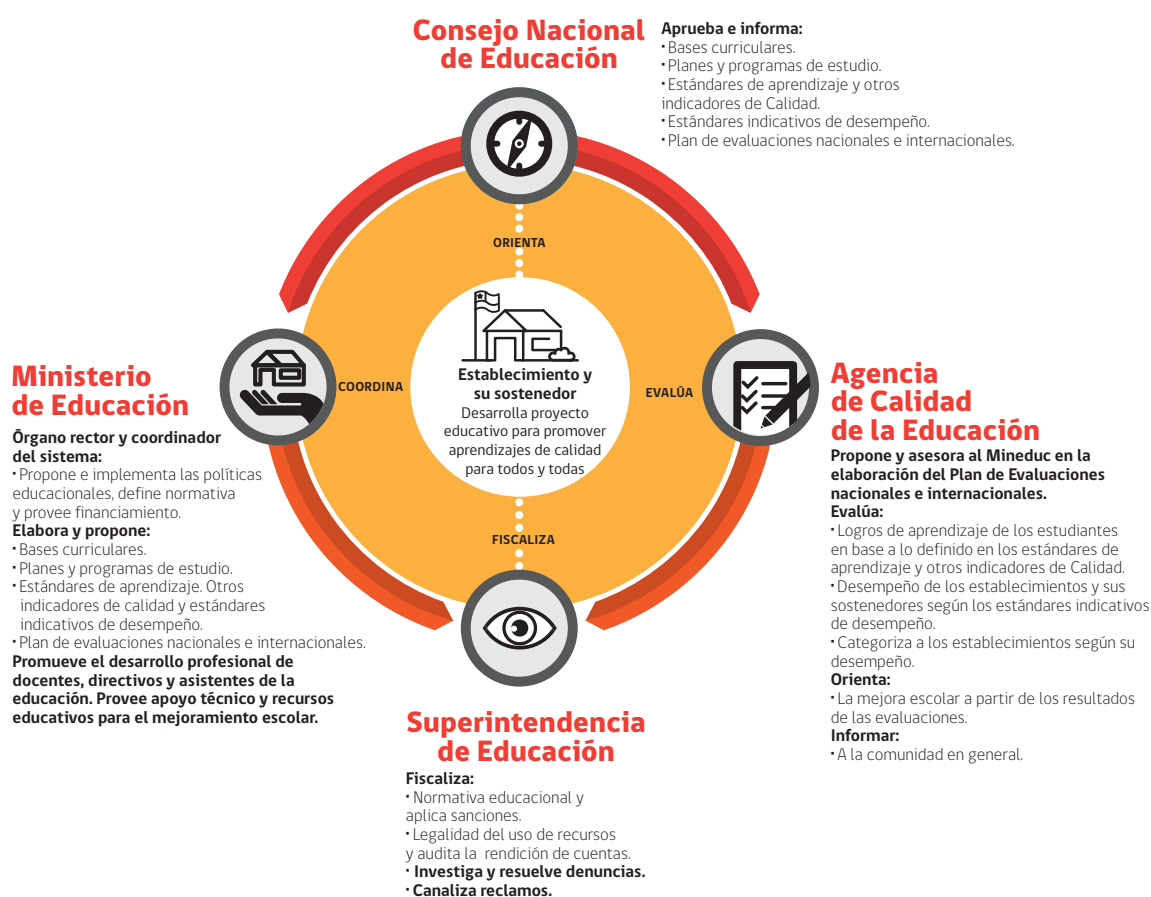 Consejo Nacional
de Educación
Aprueba e informa:
· Bases curriculares.
· Planes y programas de estudio.
· Estándares de aprendizaje y otros
indicadores de Calidad.
· Estándares indicativos de desempeño.
· Plan de evaluaciones nacionales e internacionales.
ORIENTA
COORDINA
EVALÚA
FISCALIZA
Establecimiento y
su sostenedor
Desarrolla proyecto
educativo para promover
aprendizajes de calidad
para todos y todas
Ministerio
de Educación
Órgano rector y coordinador
del sistema:
· Propone e implementa las políticas
educacionales, define normativa
y provee financiamiento.
Elabora y propone:
· Bases curriculares.
· Planes y programas de estudio.
· Estándares de aprendizaje. Otros
indicadores de calidad y estándares
indicativos de desempeño.
· Plan de evaluaciones nacionales e internacionales.
Promueve el desarrollo profesional de
docentes, directivos y asistentes de la
educación. Provee apoyo técnico y recursos
educativos para el mejoramiento escolar.
Agencia
de Calidad
de la Educación
Propone y asesora al Mineduc en la
elaboración del Plan de Evaluaciones
nacionales e internacionales.
Evalúa:
· Logros de aprendizaje de los estudiantes
en base a lo definido en los estándares de
aprendizaje y otros indicadores de Calidad.
· Desempeño de los establecimientos y sus
sostenedores según los estándares indicativos
de desempeño.
· Categoriza a los establecimientos según su
desempeño.
Orienta:
· La mejora escolar a partir de los resultados
de las evaluaciones.
Informar:
· A la comunidad en general.
Superintendencia
de Educación
Fiscaliza:
· Normativa educacional y
aplica sanciones.
· Legalidad del uso de recursos
y audita la rendición de cuentas.
· Investiga y resuelve denuncias.
· Canaliza reclamos.